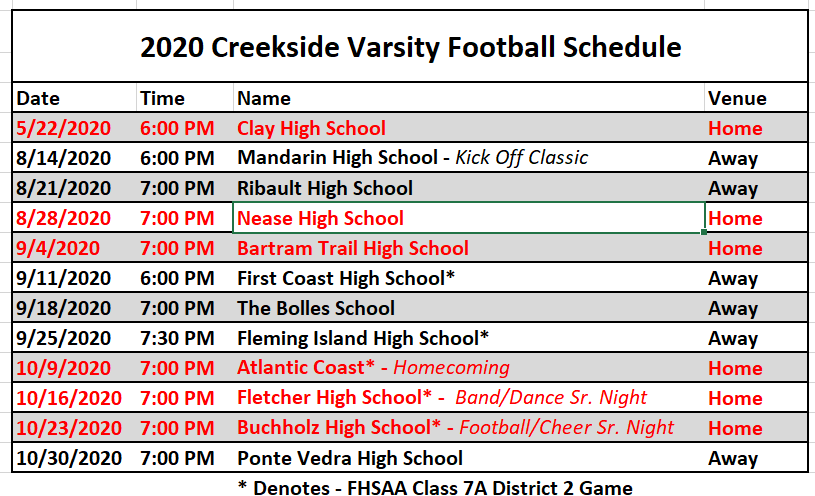 2020 Creekside Varsity Football Schedule
Date Time Name Venue
5/22/2020 6:00 PM Clay High School Home
8/14/2020 6:00 PM Mandarin High School - Kick Off Classic Away
8/21/2020 7:00 PM Ribault High School Away
8/28/2020 7:00 PM Nease High School Home
9/4/2020 7:00 PM Bartram Trail High School Home
9/11/2020 6:00 PM First Coast High School* Away
9/18/2020 7:00 PM The Bolles School Away
9/25/2020 7:30 PM Fleming Island High School* Away
10/9/2020 7:00 PM Atlantic Coast* - Homecoming Home
10/16/2020 7:00 PM Fletcher High School* - Band/Dance Sr. Night Home
10/23/2020 7:00 PM Buchholz High School* - Football/Cheer Sr. Night Home
10/30/2020 7:00 PM Ponte Vedra High School Away
* Denotes - FHSAA Class 7A District 2 Game